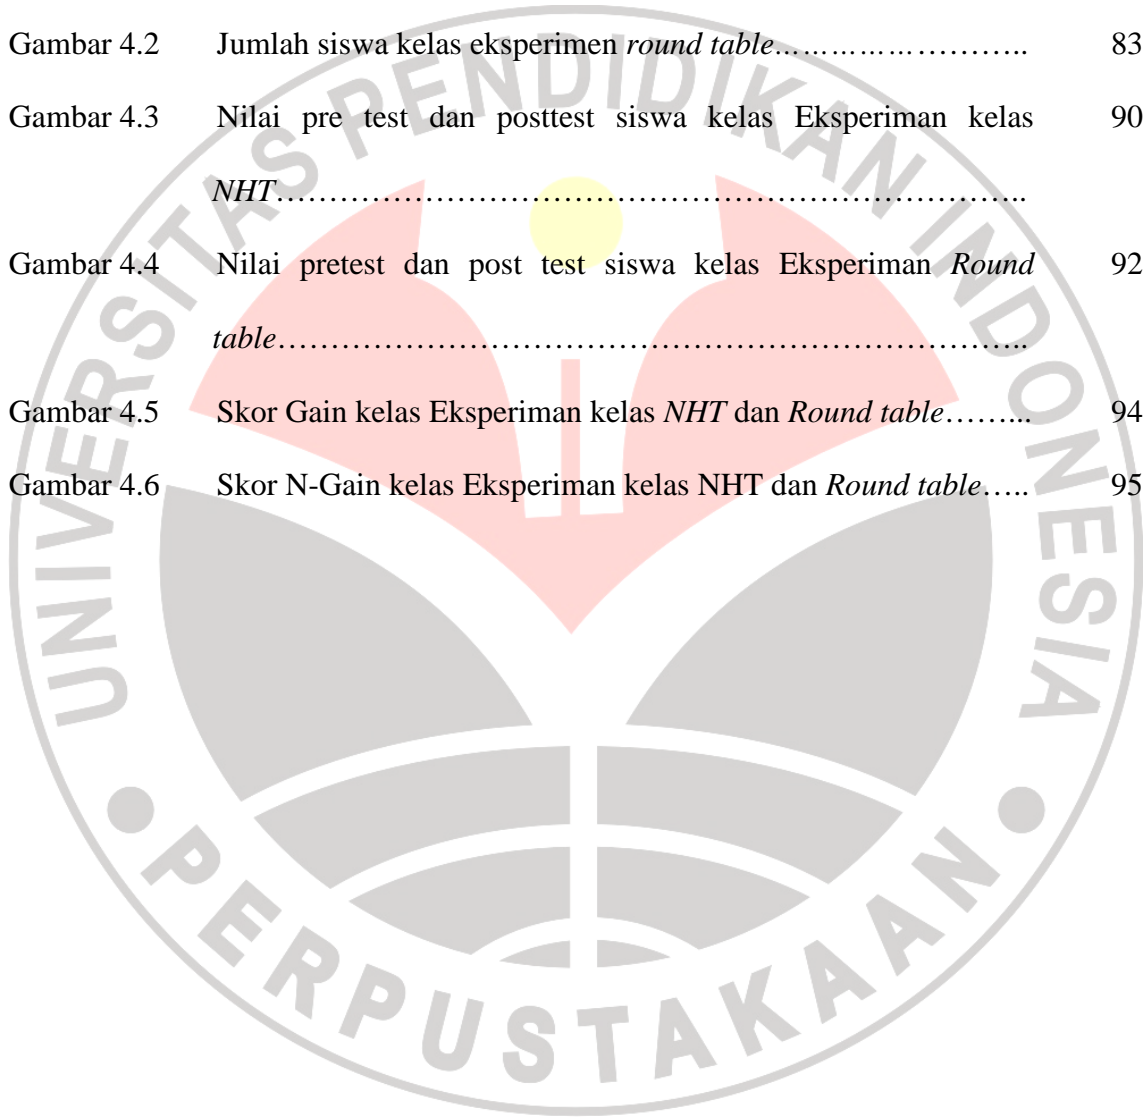 Gambar 4.2 Jumlah siswa kelas eksperimen round table…………………….. 83
Gambar 4.3 Nilai pre test dan posttest siswa kelas Eksperiman kelas 90
NHT……………………………………………………………..
Gambar 4.4 Nilai pretest dan post test siswa kelas Eksperiman Round 92
table…………………………………………………………….
Gambar 4.5 Skor Gain kelas Eksperiman kelas NHT dan Round table……... 94
Gambar 4.6 Skor N-Gain kelas Eksperiman kelas NHT dan Round table….. 95
UNIVERSITAS PENDIDIKAN INDONESIA
PERPUSTAKAAN